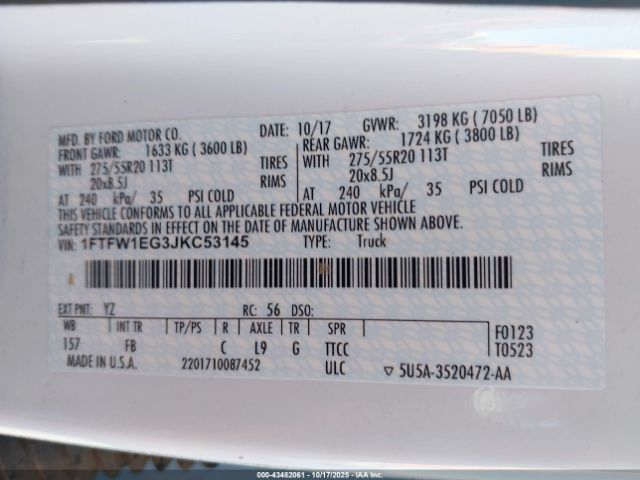 MFD. BY FORD MOTOR CO. DATE: 10/17 GVWR: 3198 KG ( 7050 LB)
FRONT GAWR: 1633 KG ( 3600 LB) REAR GAWR: 1724 KG ( 3800 LB)
WITH 275/55R20 113T TIRES WITH 275/55R20 113T TIRES
20x8.5J RIMS 20x8.5J RIMS
AT 240 kPa/ 35 PSI COLD AT 240 kPa/ 35 PSI COLD
THIS VEHICLE CONFORMS TO ALL APPLICABLE FEDERAL MOTOR VEHICLE
SAFETY STANDARDS IN EFFECT ON THE DATE OF MANUFACTURE SHOWN ABOVE.
VIN: 1FTFW1EG3JKC53145 TYPE: Truck
EXT PNT: YZ RC: 56 DSO:
WB INT TR TP/PS R AXLE TR SPR F0123
157 FB C L9 G TTCC T0523
MADE IN U.S.A. 2201710087452 ULC ▽ 5U5A-3520472-AA
000-43482061 - 10/17/2025 - IAA Inc.